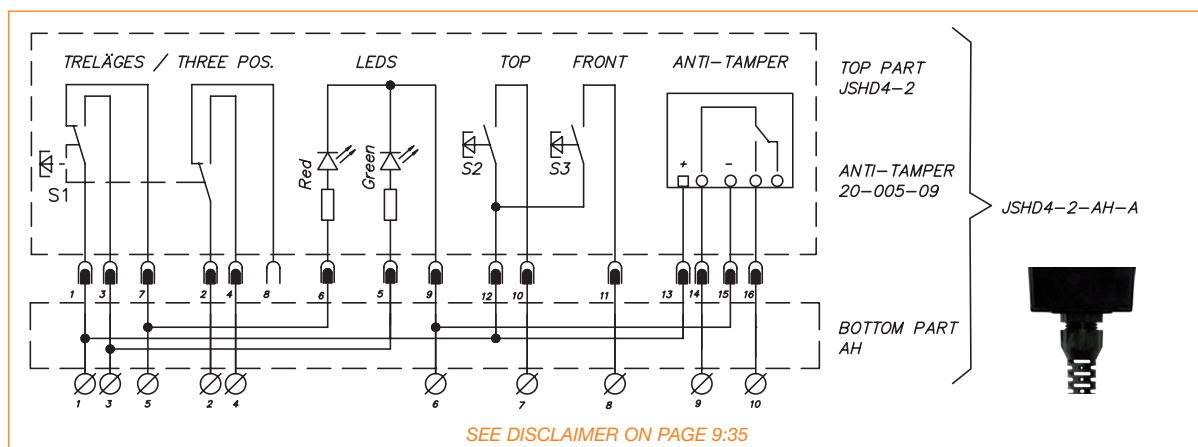 TRELÄGES / THREE POS. LEDS TOP FRONT ANTI-TAMPER
TOP PART
JSHD4-2
Red
Green
S1
S2
S3
+ -
ANTI-TAMPER
20-005-09
JSHD4-2-AH-A
1 3 7 2 4 8 6 5 9 12 10 11 13 14 15 16
BOTTOM PART
AH
1 3 5 2 4 6 7 8 9 10
SEE DISCLAIMER ON PAGE 9:35